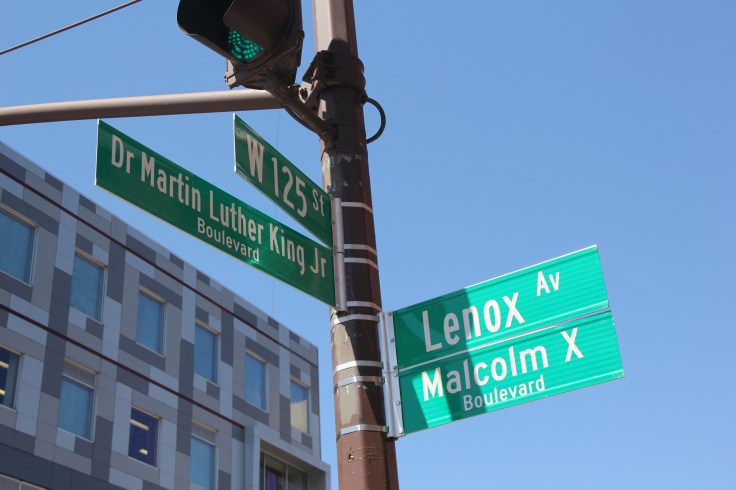 W 125 St
Dr Martin Luther King Jr
Boulevard
Lenox Av
Malcolm X
Boulevard